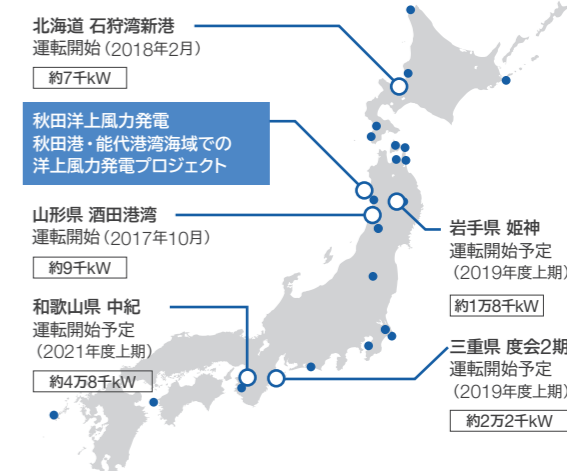 北海道 石狩湾新港
運転開始（2018年2月）
約7千kW
秋田洋上風力発電
秋田港・能代港湾海域での
洋上風力発電プロジェクト
山形県 酒田港湾
運転開始（2017年10月）
約9千kW
和歌山県 中紀
運転開始予定
（2021年度上期）
約4万8千kW
岩手県 姫神
運転開始予定
（2019年度上期）
約1万8千kW
三重県 度会2期
運転開始予定
（2019年度上期）
約2万2千kW